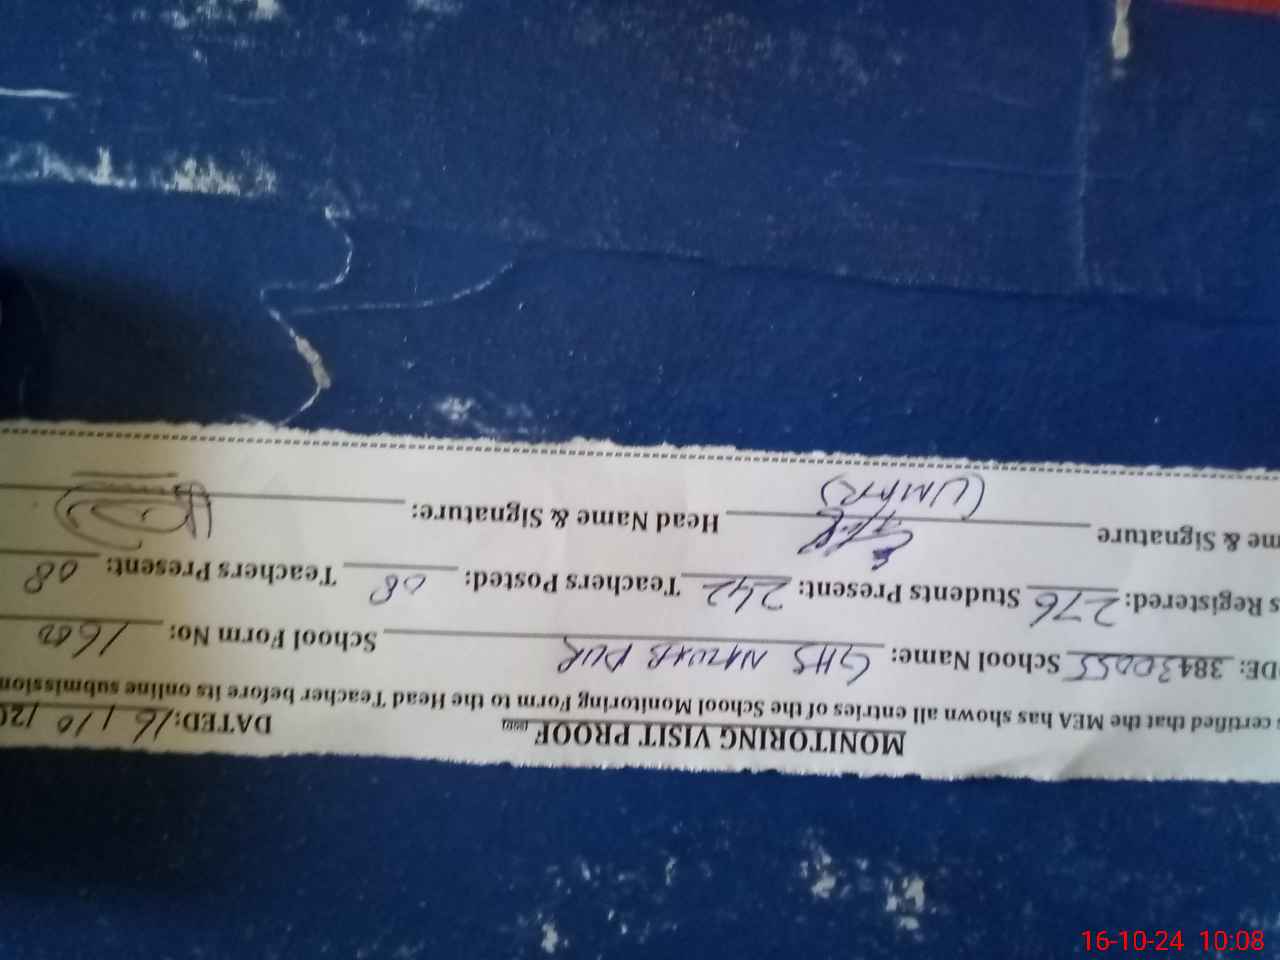 MONITORING VISIT PROOF
DATED: 16 / 10 / 20
certified that the MEA has shown all entries of the School Monitoring Form to the Head Teacher before its online submission
DE: 38430055 School Name: GHS School Form No: 1600
s Registered: 276 Students Present: 242 Teachers Posted: 08 Teachers Present: 08
me & Signature Head Name & Signature:
(UMAR)
16-10-24 10:08